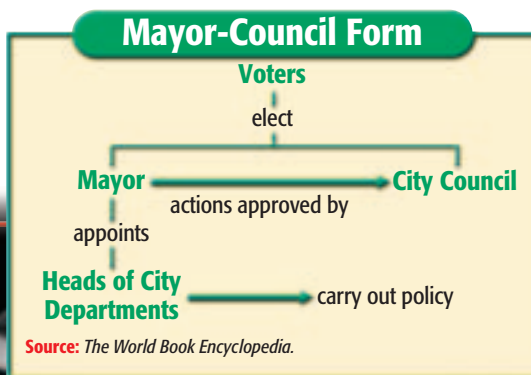 Mayor-Council Form
Voters
elect
Mayor
City Council
actions approved by
appoints
Heads of City
Departments
carry out policy
Source: The World Book Encyclopedia.